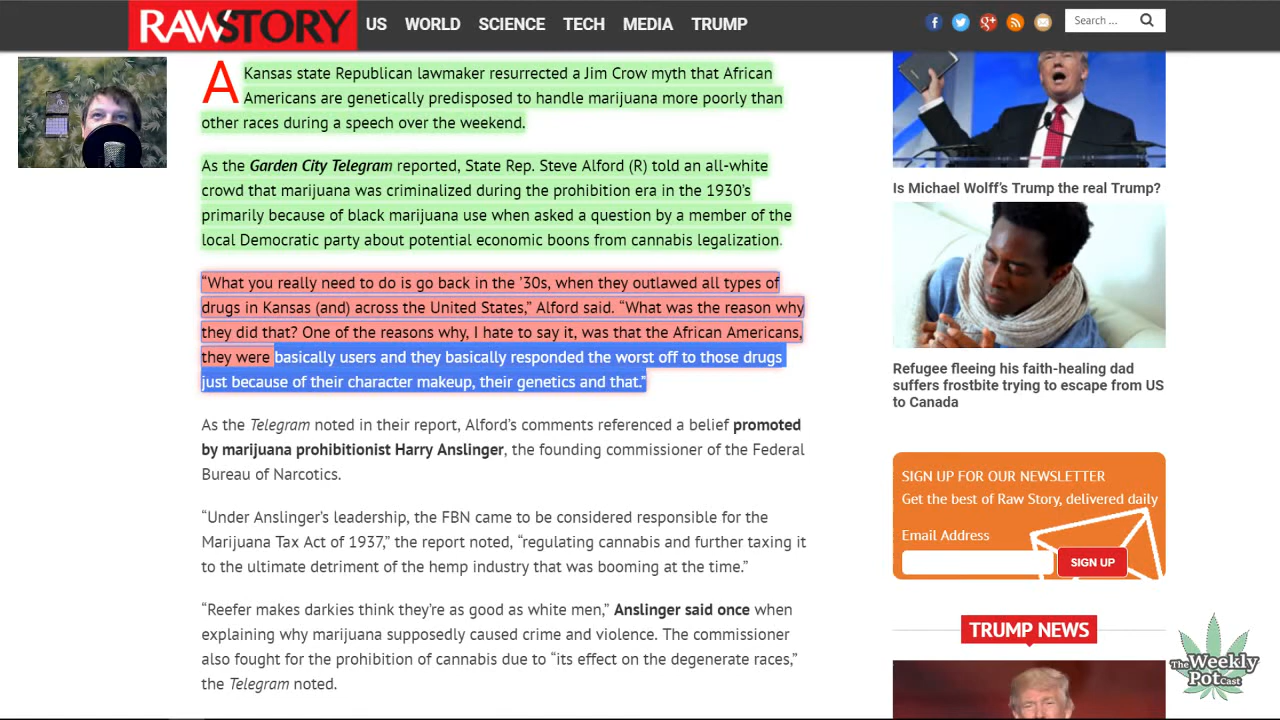 RAWSTORY
US WORLD SCIENCE TECH MEDIA TRUMP
Search ...
A Kansas state Republican lawmaker resurrected a Jim Crow myth that African
Americans are genetically predisposed to handle marijuana more poorly than
other races during a speech over the weekend.
As the Garden City Telegram reported, State Rep. Steve Alford (R) told an all-white
crowd that marijuana was criminalized during the prohibition era in the 1930’s
primarily because of black marijuana use when asked a question by a member of the
local Democratic party about potential economic boons from cannabis legalization.
“What you really need to do is go back in the ’30s, when they outlawed all types of
drugs in Kansas (and) across the United States,” Alford said. “What was the reason why
they did that? One of the reasons why, I hate to say it, was that the African Americans,
they were basically users and they basically responded the worst off to those drugs
just because of their character makeup, their genetics and that.”
As the Telegram noted in their report, Alford’s comments referenced a belief promoted
by marijuana prohibitionist Harry Anslinger, the founding commissioner of the Federal
Bureau of Narcotics.
“Under Anslinger’s leadership, the FBN came to be considered responsible for the
Marijuana Tax Act of 1937,” the report noted, “regulating cannabis and further taxing it
to the ultimate detriment of the hemp industry that was booming at the time.”
“Reefer makes darkies think they’re as good as white men,” Anslinger said once when
explaining why marijuana supposedly caused crime and violence. The commissioner
also fought for the prohibition of cannabis due to “its effect on the degenerate races,”
the Telegram noted.
Is Michael Wolff’s Trump the real Trump?
Refugee fleeing his faith-healing dad
suffers frostbite trying to escape from US
to Canada
SIGN UP FOR OUR NEWSLETTER
Get the best of Raw Story, delivered daily
Email Address
SIGN UP
TRUMP NEWS
The Weekly
PotCast